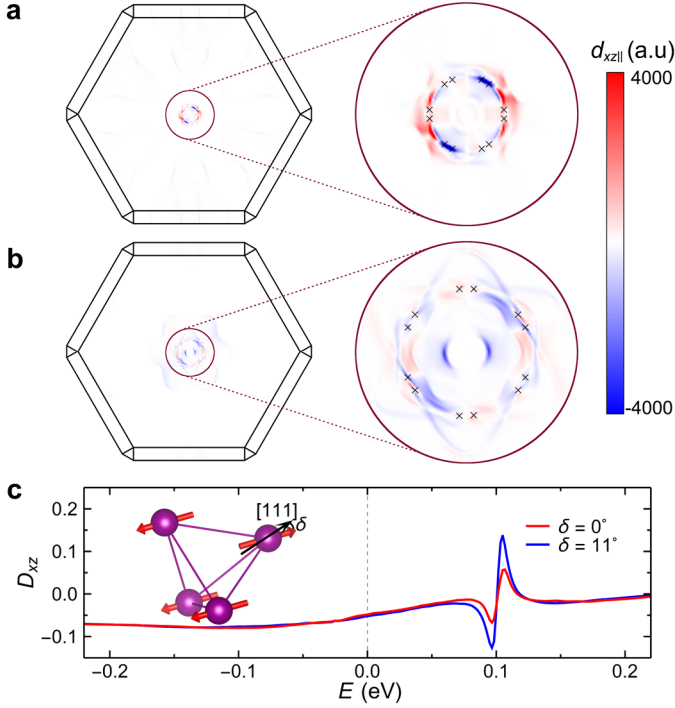 a
d_{xz||} (a.u)
4000
-4000
b
c
0.2
0.1
0.0
−0.1
D_{xz}
[111]
δ
δ = 0°
δ = 11°
−0.2
−0.1
0.0
0.1
0.2
E (eV)